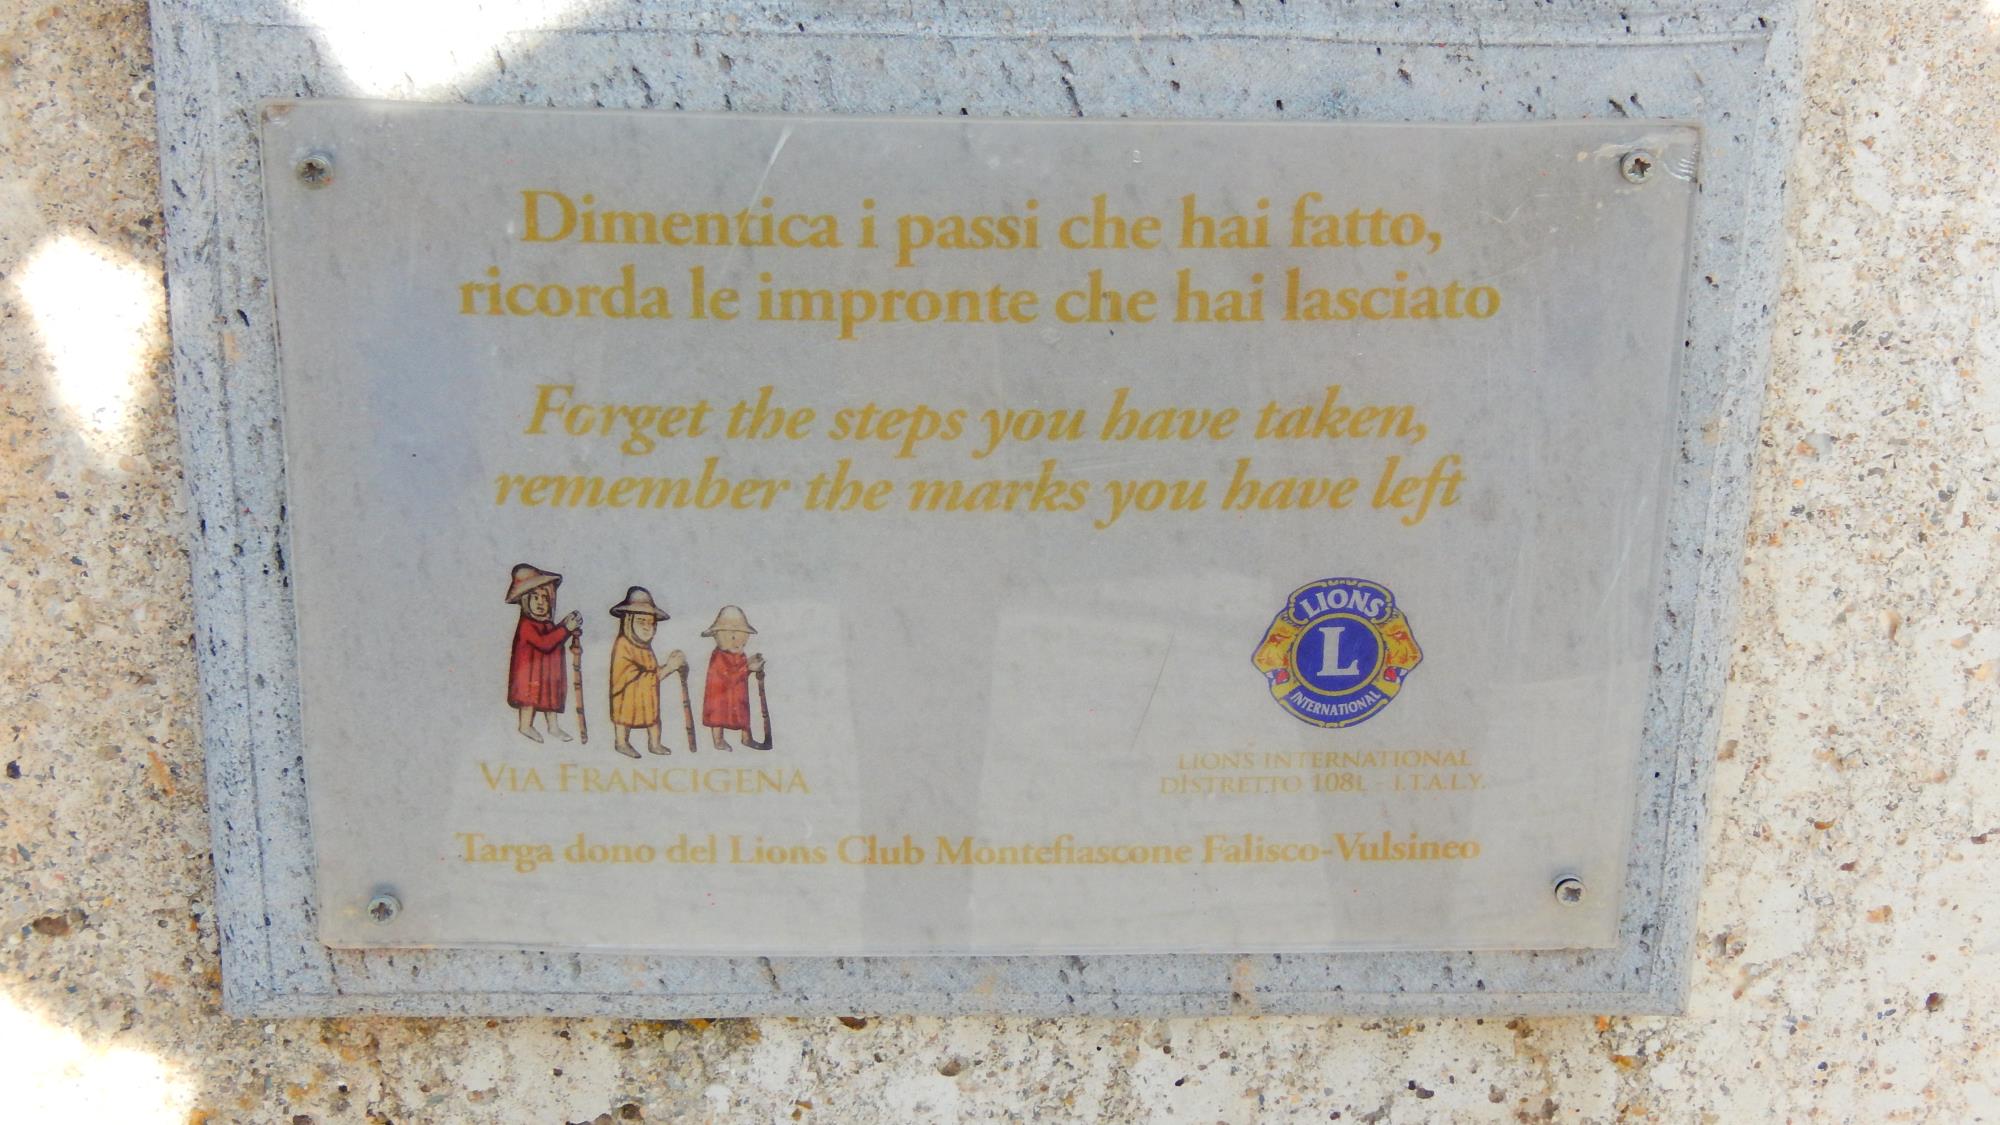 Dimentica i passi che hai fatto,
ricorda le impronte che hai lasciato
Forget the steps you have taken,
remember the marks you have left
LIONS
L
INTERNATIONAL
VIA FRANCIGENA
LIONS INTERNATIONAL
DISTRETTO 108L - I.T.A.L.Y.
Targa dono del Lions Club Montefiascone Falisco-Vulsineo